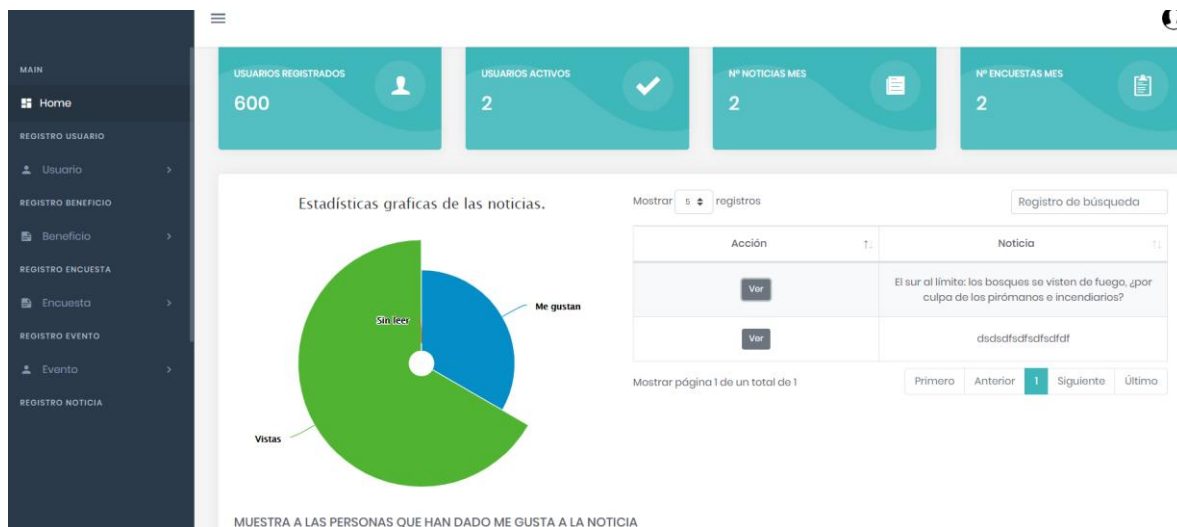 MAIN
Home
REGISTRO USUARIO
Usuario
REGISTRO BENEFICIO
Beneficio
REGISTRO ENCUESTA
Encuesta
REGISTRO EVENTO
Evento
REGISTRO NOTICIA
USUARIOS REGISTRADOS
600
USUARIOS ACTIVOS
2
Nº NOTICIAS MES
2
Nº ENCUESTAS MES
2
Estadísticas graficas de las noticias.
Me gustan
Sin leer
Vistas
Mostrar 5 registros
Registro de búsqueda
Acción Noticia
Ver
El sur al límite: los bosques se visten de fuego, ¿por
culpa de los pirómanos e incendiarios?
Ver dsdsdfsdfsdfsdfdf
Mostrar página 1 de un total de 1
Primero Anterior 1 Siguiente Último
MUESTRA A LAS PERSONAS QUE HAN DADO ME GUSTA A LA NOTICIA